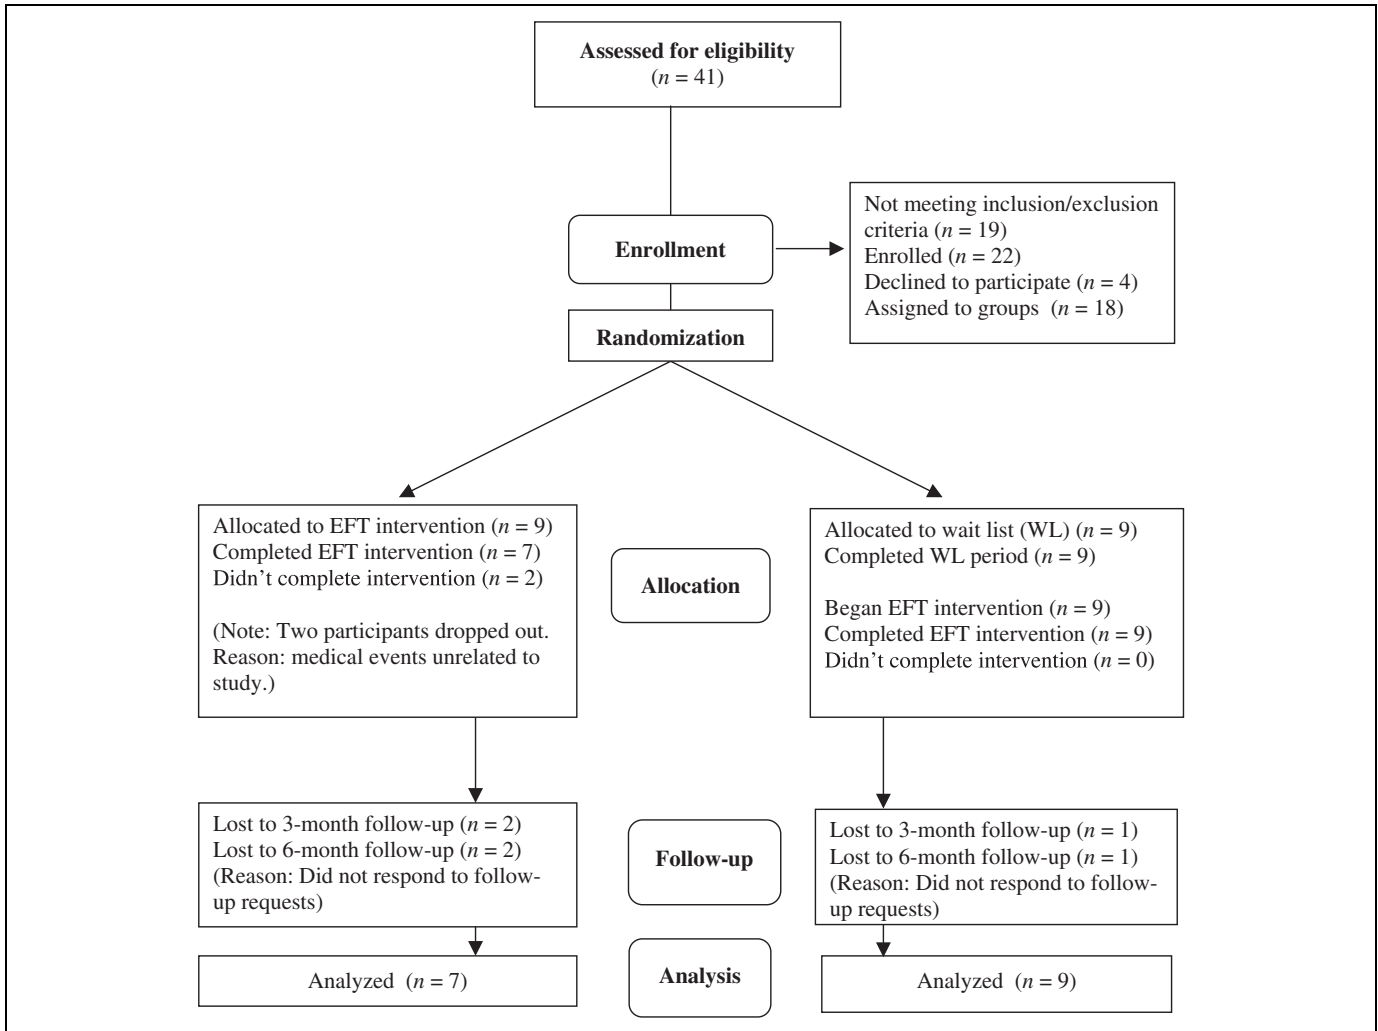 Assessed for eligibility
(n = 41)
Not meeting inclusion/exclusion
criteria (n = 19)
Enrolled (n = 22)
Declined to participate (n = 4)
Assigned to groups (n = 18)
Enrollment
Randomization
Allocated to EFT intervention (n = 9)
Completed EFT intervention (n = 7)
Didn't complete intervention (n = 2)
(Note: Two participants dropped out.
Reason: medical events unrelated to
study.)
Allocation
Allocated to wait list (WL) (n = 9)
Completed WL period (n = 9)
Began EFT intervention (n = 9)
Completed EFT intervention (n = 9)
Didn't complete intervention (n = 0)
Lost to 3-month follow-up (n = 2)
Lost to 6-month follow-up (n = 2)
(Reason: Did not respond to follow-
up requests)
Follow-up
Lost to 3-month follow-up (n = 1)
Lost to 6-month follow-up (n = 1)
(Reason: Did not respond to follow-
up requests)
Analyzed (n = 7)
Analysis
Analyzed (n = 9)